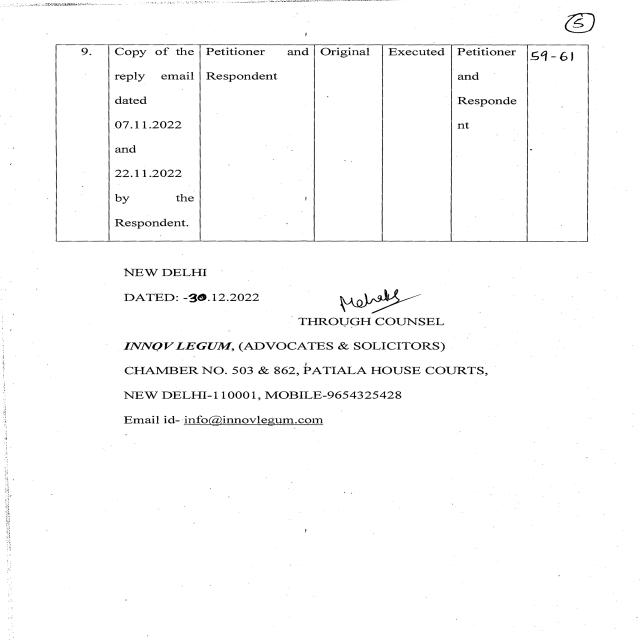 5
9. Copy of the Petitioner and Original Executed Petitioner 59-61
reply email Respondent and
dated Responde
07.11.2022 nt
and
22.11.2022
by the
Respondent.
NEW DELHI
DATED: -30.12.2022
THROUGH COUNSEL
INNOV LEGUM, (ADVOCATES & SOLICITORS)
CHAMBER NO. 503 & 862, PATIALA HOUSE COURTS,
NEW DELHI-110001, MOBILE-9654325428
Email id- info@innovlegum.com